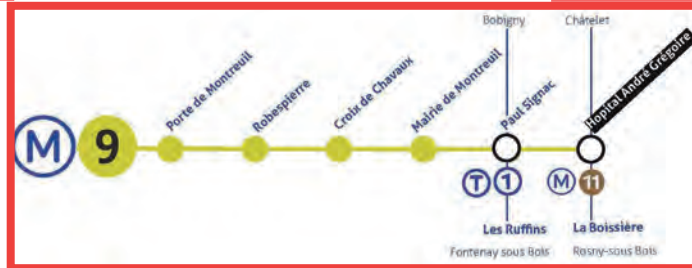 Bobigny
Châtelet
Porte de Montreuil
Robespierre
Croix de Chavaux
Mairie de Montreuil
Paul Signac
Hopital André Grégoire
M 9
T 1
M 11
Les Ruffins
La Boissière
Fontenay sous Bois
Rosny-sous Bois